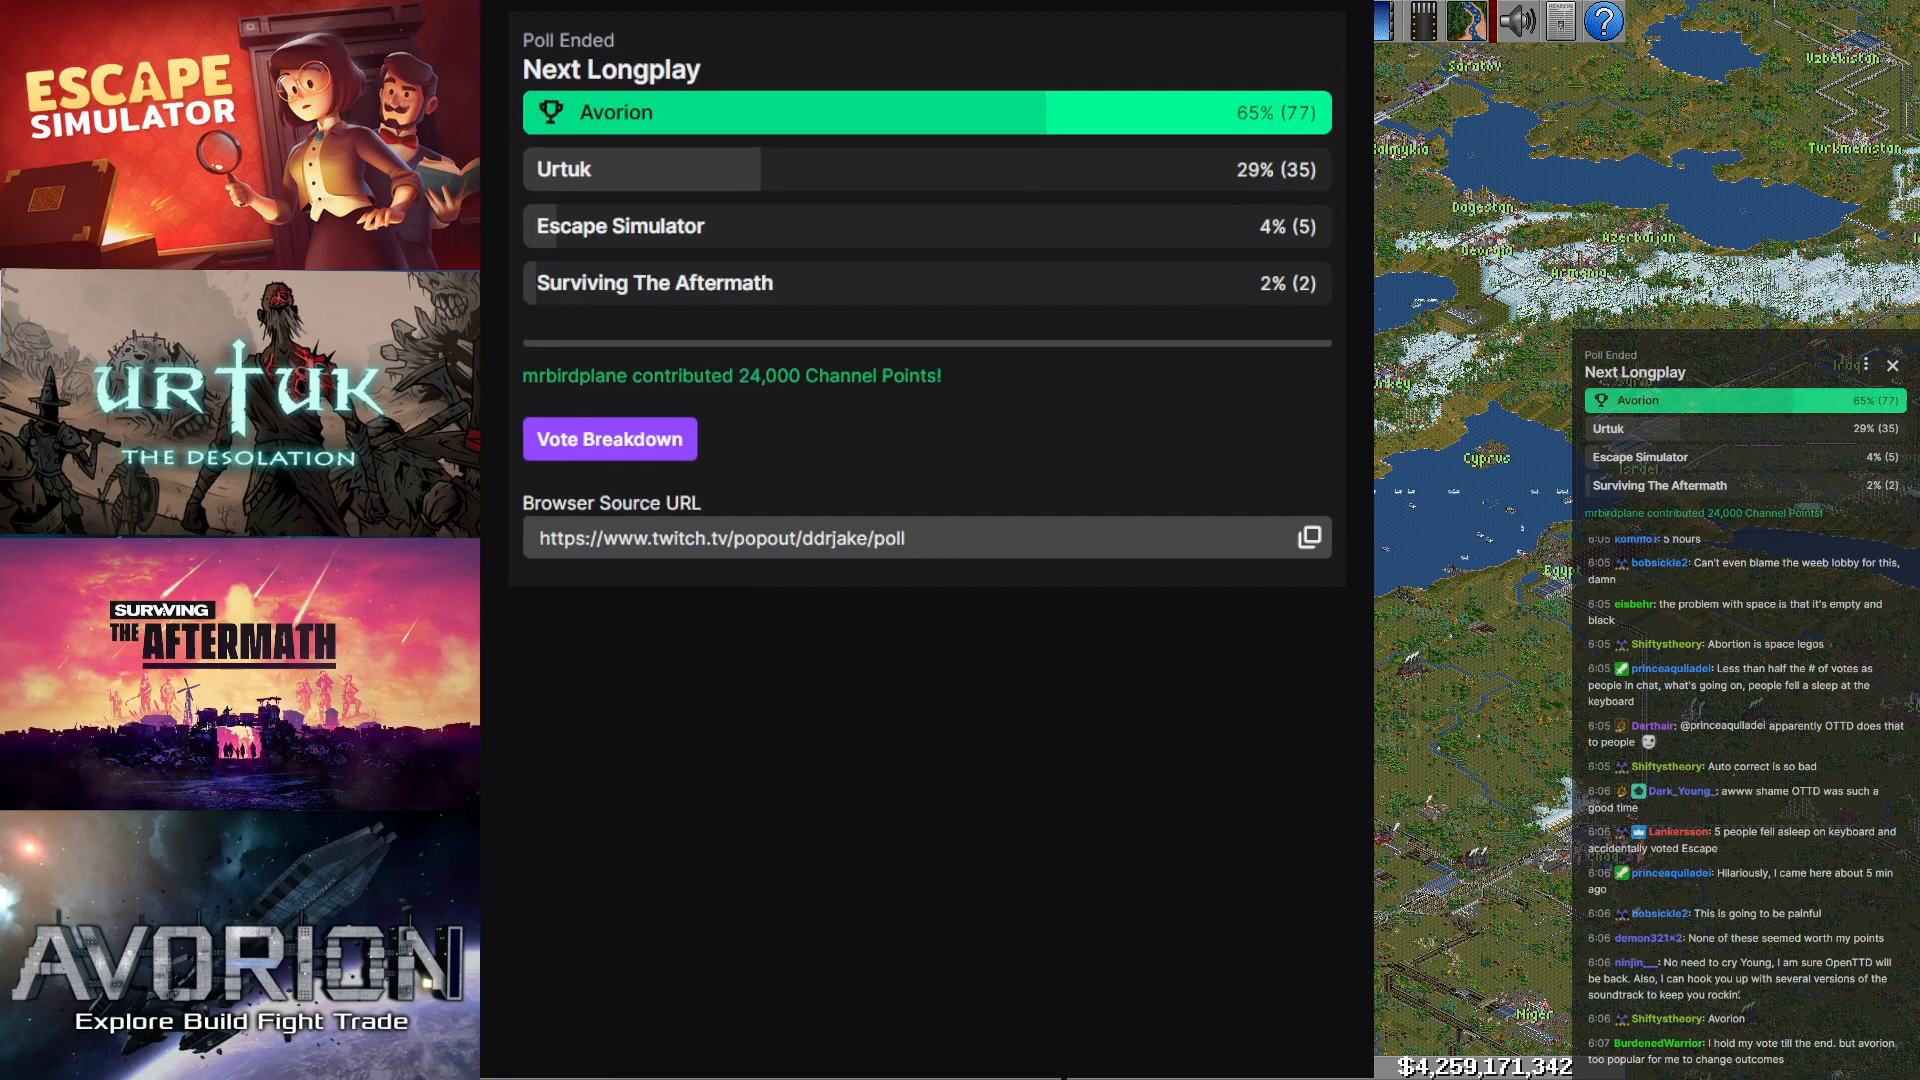 ESCAPE
SIMULATOR
URTUK
THE DESOLATION
SURVIVING
THE AFTERMATH
AVORION
Explore Build Fight Trade
Poll Ended
Next Longplay
Avorion 65% (77)
Urtuk 29% (35)
Escape Simulator 4% (5)
Surviving The Aftermath 2% (2)
mrbirdplane contributed 24,000 Channel Points!
Vote Breakdown
Browser Source URL
https://www.twitch.tv/popout/ddrjake/poll
Saratov
Uzbekistan
Kalmykia
Turkmenistan
Dagestan
Georgia
Azerbaijan
Armenia
Cyprus
Egypt
Niger
Poll Ended
Iraq
Next Longplay
Avorion 65% (77)
Urtuk 29% (35)
Escape Simulator 4% (5)
Israel
Surviving The Aftermath 2% (2)
mrbirdplane contributed 24,000 Channel Points!
6:05 kommo1: 5 hours
6:05 bobsickle2: Can't even blame the weeb lobby for this,
damn
6:05 eisbehr: the problem with space is that it's empty and
black
6:05 Shiftystheory: Abortion is space legos
6:05 princeaquiladei: Less than half the # of votes as
people in chat, what's going on, people fell a sleep at the
keyboard
6:05 Darthair: @princeaquiladei apparently OTTD does that
to people
6:05 Shiftystheory: Auto correct is so bad
6:06 Dark_Young_: awww shame OTTD was such a
good time
6:06 Lankersson: 5 people fell asleep on keyboard and
accidentally voted Escape
6:06 princeaquiladei: Hilariously, I came here about 5 min
ago
6:06 bobsickle2: This is going to be painful
6:06 demon321x2: None of these seemed worth my points
6:06 ninjin___: No need to cry Young, I am sure OpenTTD will
be back. Also, I can hook you up with several versions of the
soundtrack to keep you rockin'.
6:06 Shiftystheory: Avorion
6:07 BurdenedWarrior: I hold my vote till the end. but avorion
too popular for me to change outcomes
$4,259,171,342